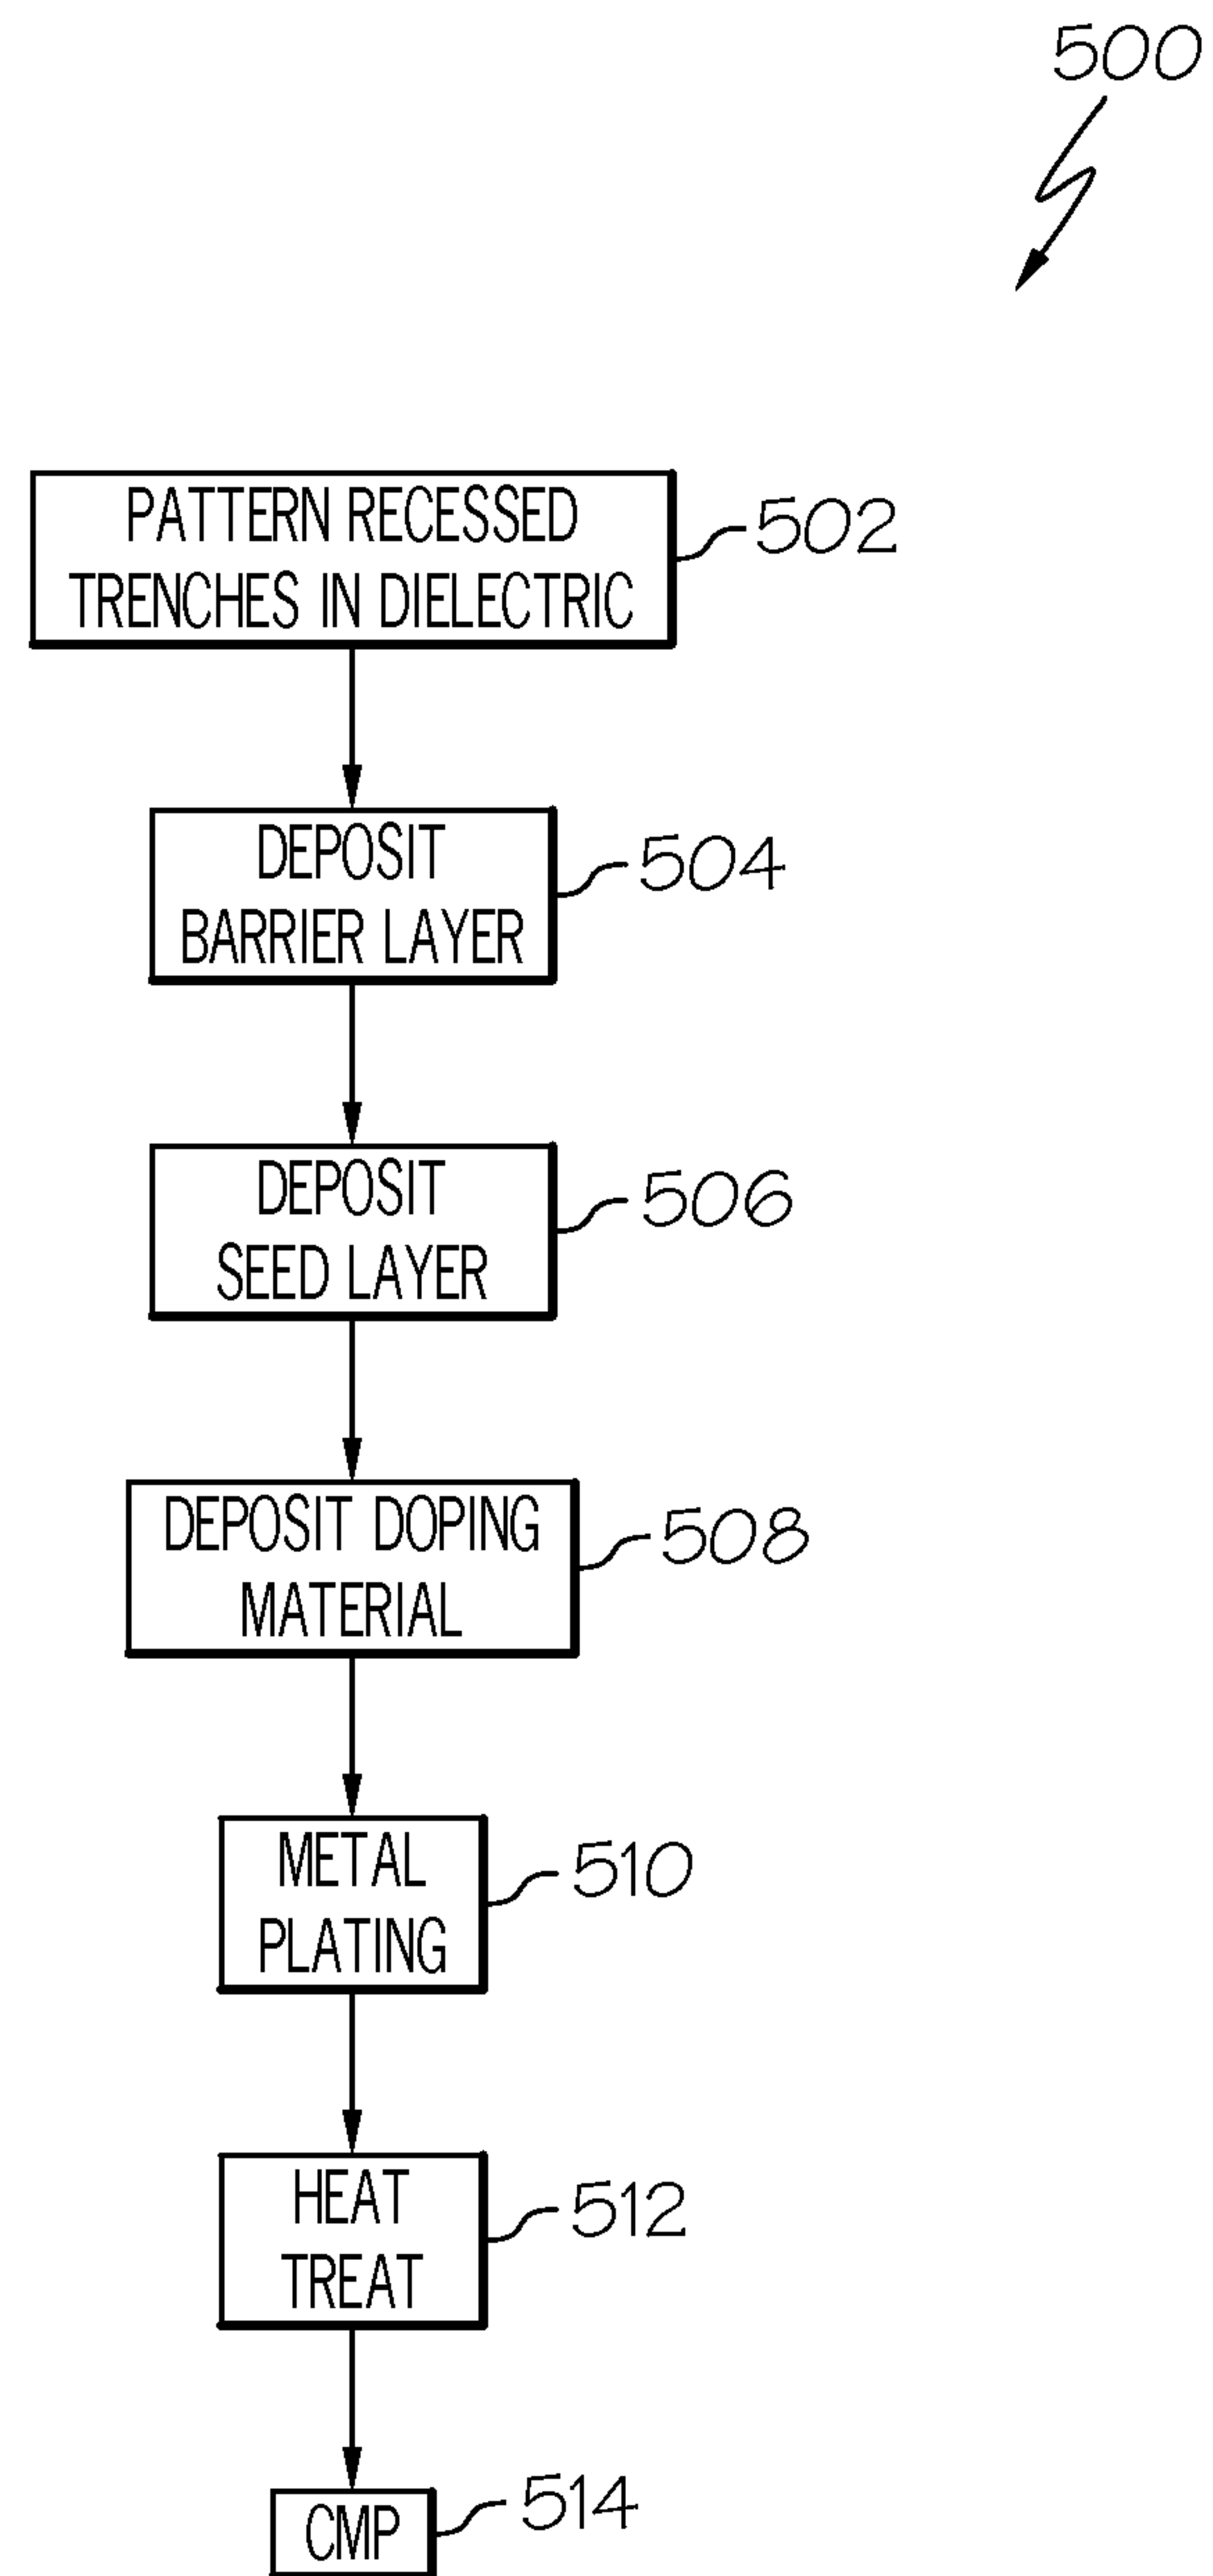 500
PATTERN RECESSED
TRENCHES IN DIELECTRIC
502
DEPOSIT
BARRIER LAYER
504
DEPOSIT
SEED LAYER
506
DEPOSIT DOPING
MATERIAL
508
METAL
PLATING
510
HEAT
TREAT
512
CMP
514